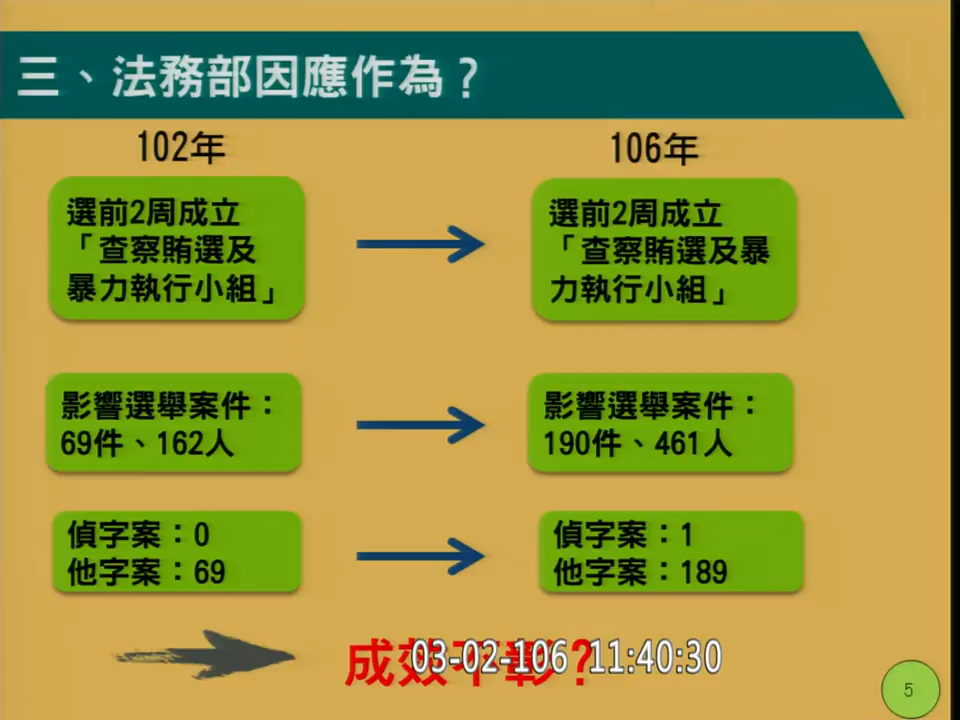 三、法務部因應作為？
102年
106年
選前2周成立
「查察賄選及
暴力執行小組」
選前2周成立
「查察賄選及暴
力執行小組」
影響選舉案件：
69件、162人
影響選舉案件：
190件、461人
偵字案：0
他字案：69
偵字案：1
他字案：189
成效不彰？
03-02-106 11:40:30
5